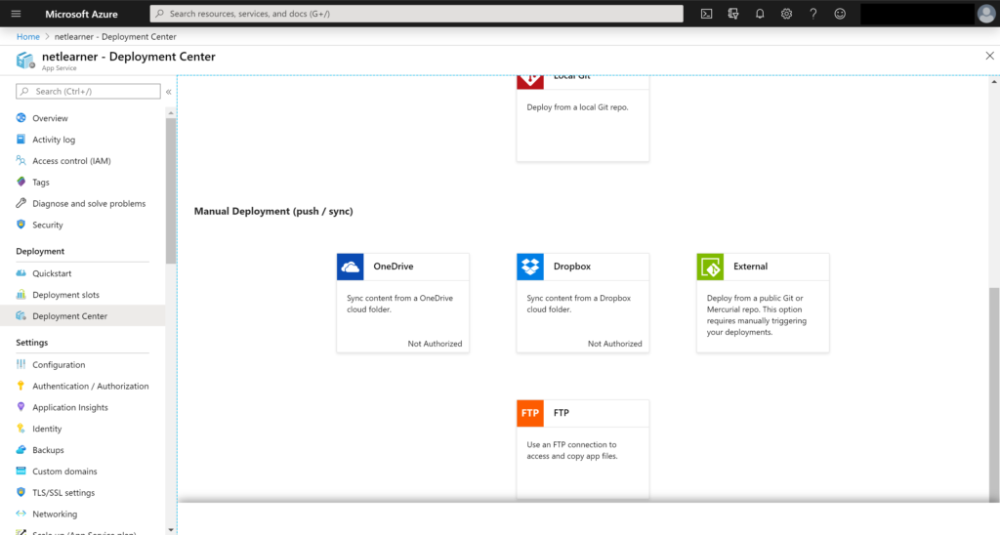 Microsoft Azure
Search resources, services, and docs (G+/)
Home > netlearner - Deployment Center
netlearner - Deployment Center
App Service
Search (Ctrl+/)
Overview
Activity log
Access control (IAM)
Tags
Diagnose and solve problems
Security
Deployment
Quickstart
Deployment slots
Deployment Center
Settings
Configuration
Authentication / Authorization
Application Insights
Identity
Backups
Custom domains
TLS/SSL settings
Networking
Scale up (App Service plan)
Local Git
Deploy from a local Git repo.
Manual Deployment (push / sync)
OneDrive
Sync content from a OneDrive
cloud folder.
Not Authorized
Dropbox
Sync content from a Dropbox
cloud folder.
Not Authorized
External
Deploy from a public Git or
Mercurial repo. This option
requires manually triggering
your deployments.
FTP FTP
Use an FTP connection to
access and copy app files.